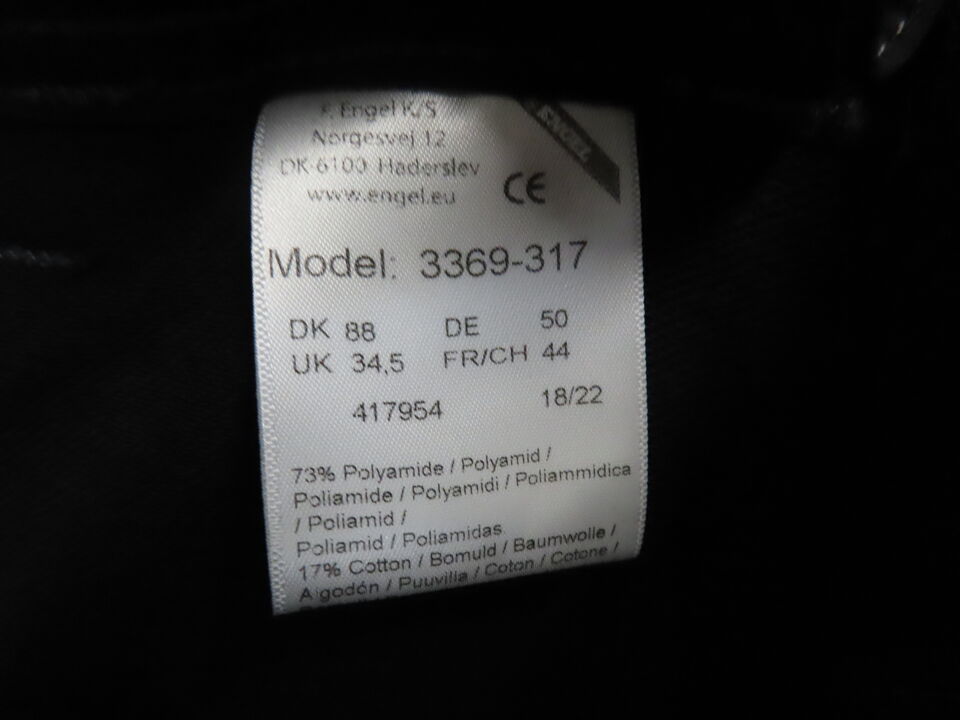 F. Engel K/S
Norgesvej 12
DK-6100 Haderslev
www.engel.eu
ENGEL
CE
Model: 3369-317
DK 88 DE 50
UK 34,5 FR/CH 44
417954 18/22
73% Polyamide / Polyamid /
Poliamide / Polyamidi / Poliammidica
/ Poliamid /
Poliamid / Poliamidas
17% Cotton / Bomuld / Baumwolle /
Algodón / Puuvilla / Coton / Cotone /